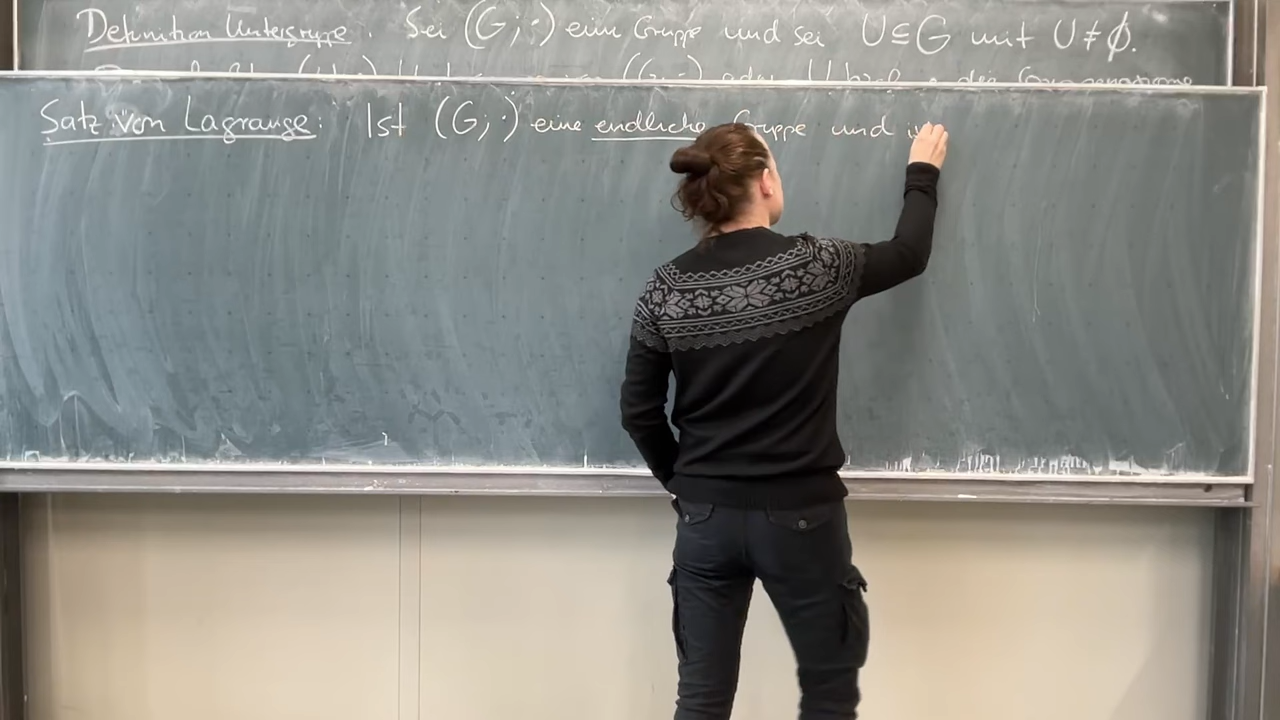 Definition Untergruppe. Sei (G; ·) eine Gruppe und sei U ⊆ G mit U ≠ ∅.
Satz von Lagrange: Ist (G; ·) eine endliche Gruppe und